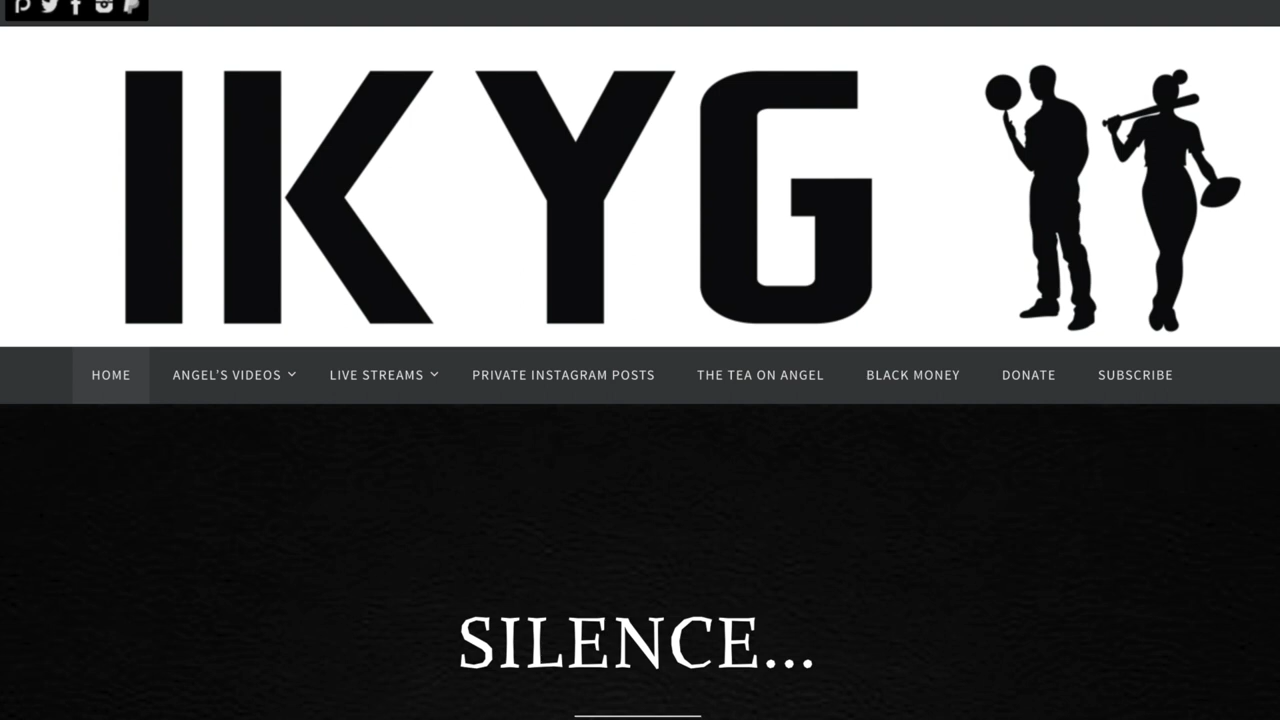 IKYG
HOME ANGEL'S VIDEOS LIVE STREAMS PRIVATE INSTAGRAM POSTS THE TEA ON ANGEL BLACK MONEY DONATE SUBSCRIBE
SILENCE...